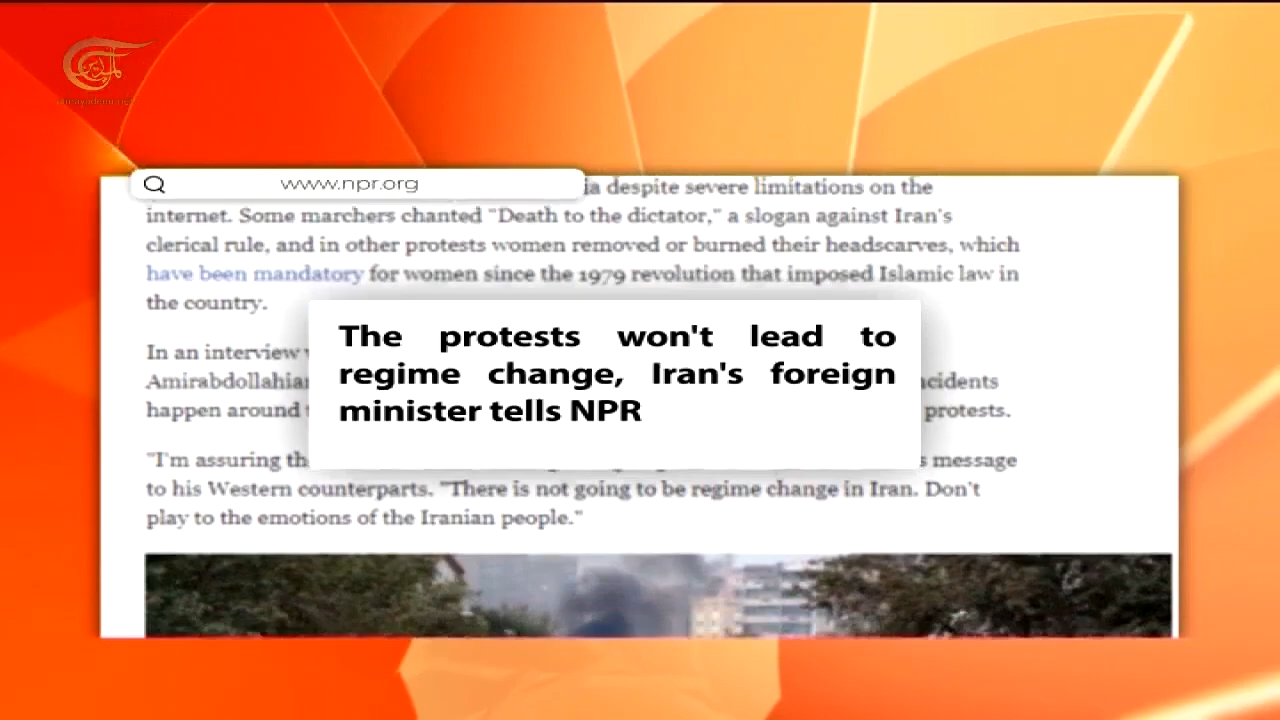 الميادين
almayadeen.net
www.npr.org
ia despite severe limitations on the
internet. Some marchers chanted "Death to the dictator," a slogan against Iran's
clerical rule, and in other protests women removed or burned their headscarves, which
have been mandatory for women since the 1979 revolution that imposed Islamic law in
the country.
The protests won't lead to
regime change, Iran's foreign
minister tells NPR
In an interview
Amirabdollahian
happen around
protests.
"I'm assuring
message
to his Western counterparts. "There is not going to be regime change in Iran. Don't
play to the emotions of the Iranian people."